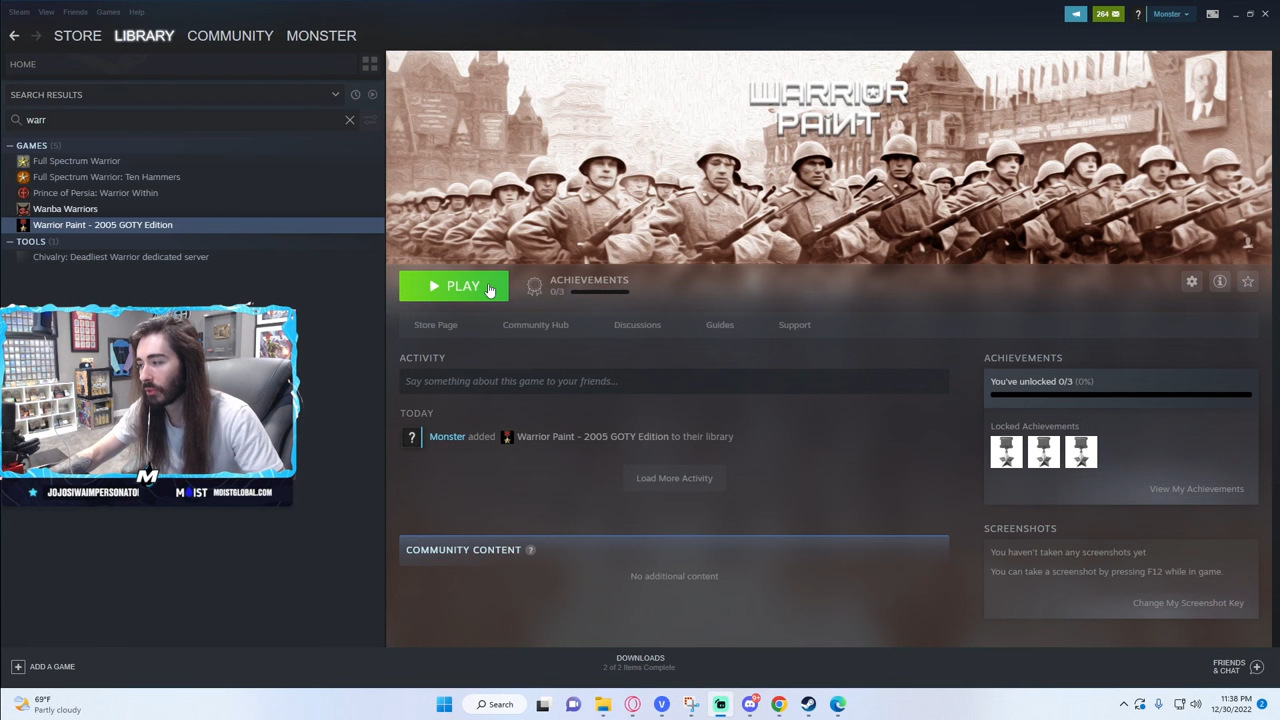 Steam View Friends Games Help
264 ? Monster
STORE LIBRARY COMMUNITY MONSTER
HOME
SEARCH RESULTS
warr
GAMES (5)
Full Spectrum Warrior
Full Spectrum Warrior: Ten Hammers
Prince of Persia: Warrior Within
Wanba Warriors
Warrior Paint - 2005 GOTY Edition
TOOLS (1)
Chivalry: Deadliest Warrior dedicated server
WARRIOR
PAINT
PLAY
ACHIEVEMENTS
0/3
Store Page Community Hub Discussions Guides Support
ACTIVITY
Say something about this game to your friends...
TODAY
? Monster added Warrior Paint - 2005 GOTY Edition to their library
Load More Activity
COMMUNITY CONTENT ?
No additional content
ACHIEVEMENTS
You've unlocked 0/3 (0%)
Locked Achievements
View My Achievements
SCREENSHOTS
You haven't taken any screenshots yet
You can take a screenshot by pressing F12 while in game.
Change My Screenshot Key
M
JOJOSIWAIMPERSONATO MOIST MOISTGLOBAL.COM
ADD A GAME
DOWNLOADS
2 of 2 Items Complete
FRIENDS
& CHAT
69°F
Partly cloudy
Search
9+
11:38 PM
12/30/2022
2